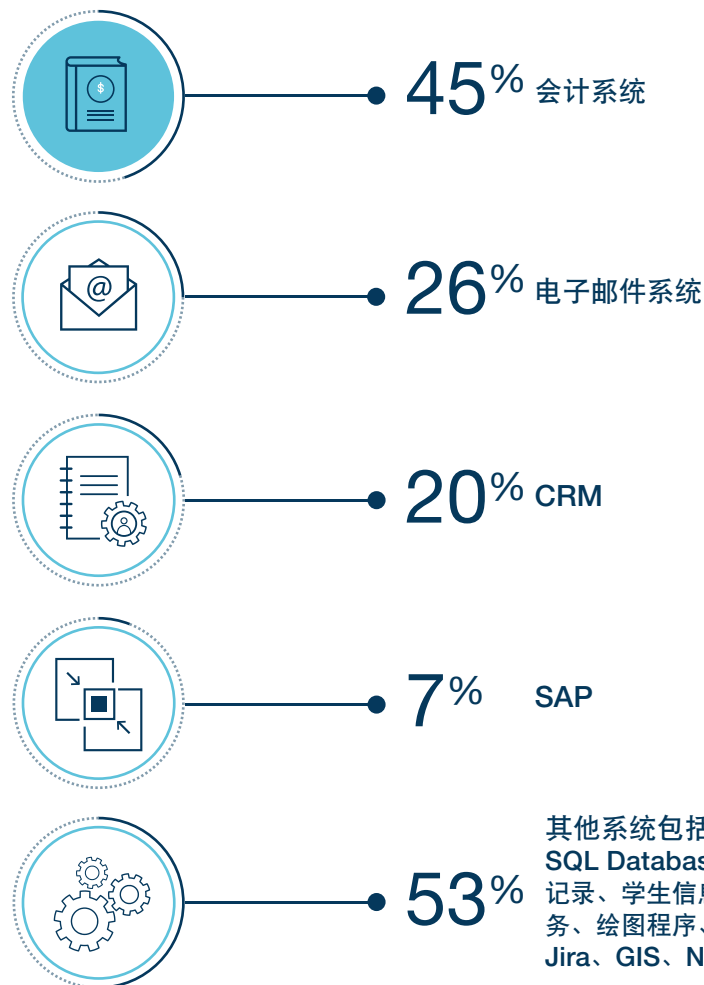 $
45% 会计系统
@
26% 电子邮件系统
20% CRM
7% SAP
53%
其他系统包括
SQL Databas
记录、学生信息
务、绘图程序、
Jira、GIS、N